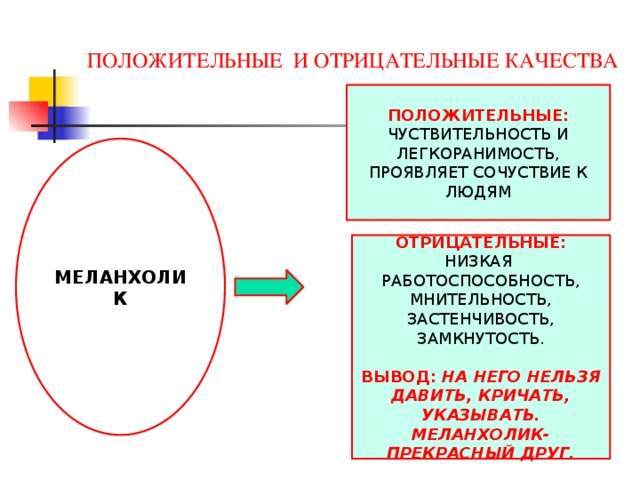 ПОЛОЖИТЕЛЬНЫЕ И ОТРИЦАТЕЛЬНЫЕ КАЧЕСТВА
МЕЛАНХОЛИ
К
ПОЛОЖИТЕЛЬНЫЕ:
ЧУСТВИТЕЛЬНОСТЬ И
ЛЕГКОРАНИМОСТЬ,
ПРОЯВЛЯЕТ СОЧУСТВИЕ К
ЛЮДЯМ
ОТРИЦАТЕЛЬНЫЕ:
НИЗКАЯ
РАБОТОСПОСОБНОСТЬ,
МНИТЕЛЬНОСТЬ,
ЗАСТЕНЧИВОСТЬ,
ЗАМКНУТОСТЬ.
ВЫВОД: НА НЕГО НЕЛЬЗЯ
ДАВИТЬ, КРИЧАТЬ,
УКАЗЫВАТЬ.
МЕЛАНХОЛИК-
ПРЕКРАСНЫЙ ДРУГ.